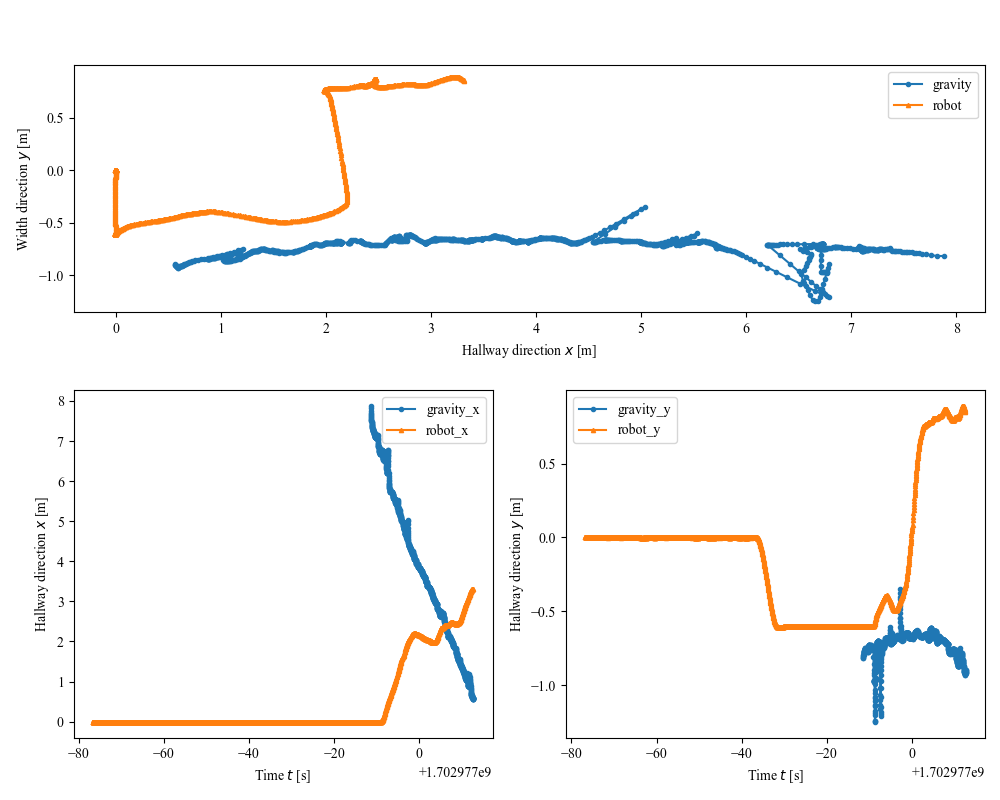 gravity
robot
0.5
0.0
−0.5
−1.0
Width direction y [m]
0 1 2 3 4 5 6 7 8
Hallway direction x [m]
gravity_x
robot_x
8
7
6
5
4
3
2
1
0
Hallway direction x [m]
−80 −60 −40 −20 0
+1.702977e9
Time t [s]
gravity_y
robot_y
0.5
0.0
−0.5
−1.0
Hallway direction y [m]
−80 −60 −40 −20 0
+1.702977e9
Time t [s]